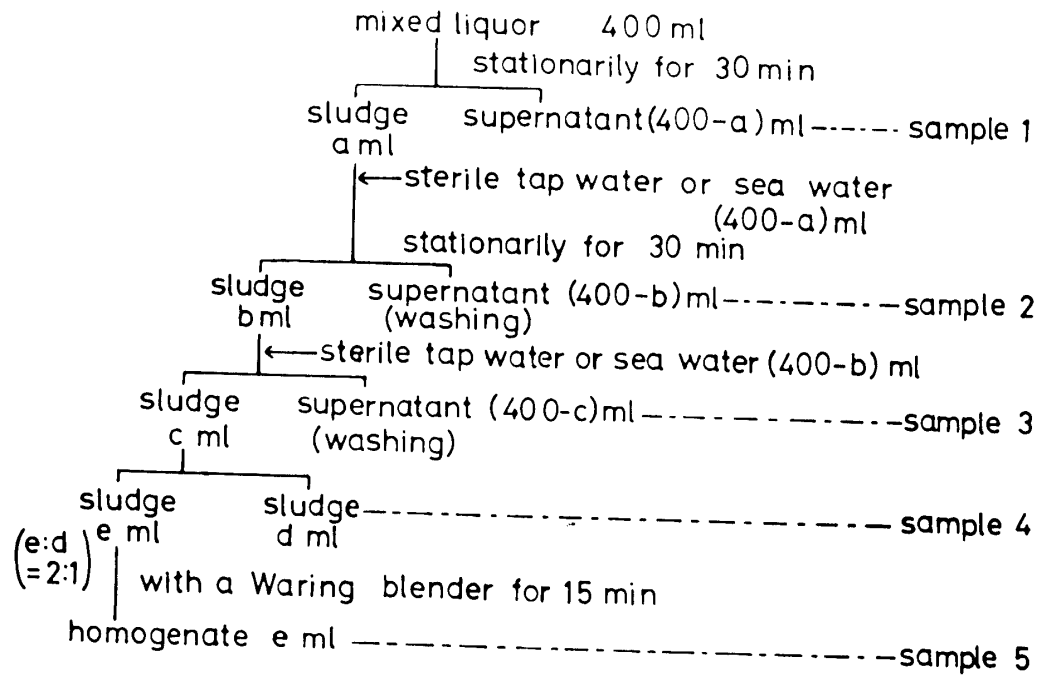 mixed liquor 400 ml
stationarily for 30 min
sludge supernatant (400-a) ml ------- sample 1
a ml
←sterile tap water or sea water
(400-a) ml
stationarily for 30 min
sludge supernatant (400-b) ml ------- sample 2
b ml (washing)
←sterile tap water or sea water (400-b) ml
sludge supernatant (400-c) ml ------- sample 3
c ml (washing)
sludge sludge ------- sample 4
e ml d ml
(e:d
=2:1)
with a Waring blender for 15 min
homogenate e ml ------- sample 5